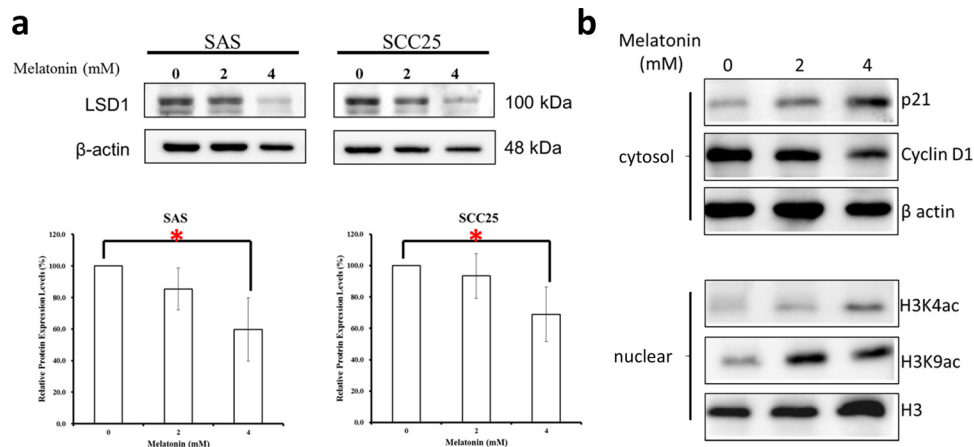 a
SAS
SCC25
Melatonin (mM)
0 2 4
0 2 4
LSD1
100 kDa
β-actin
48 kDa
SAS
*
Relative Protein Expression Levels (%)
120.0
100.0
80.0
60.0
40.0
20.0
0.0
0 2 4
Melatonin (mM)
SCC25
*
Relative Protein Expression Levels (%)
120.0
100.0
80.0
60.0
40.0
20.0
0.0
0 2 4
Melatonin (mM)
b
Melatonin
(mM)
0 2 4
cytosol
p21
Cyclin D1
β actin
nuclear
H3K4ac
H3K9ac
H3